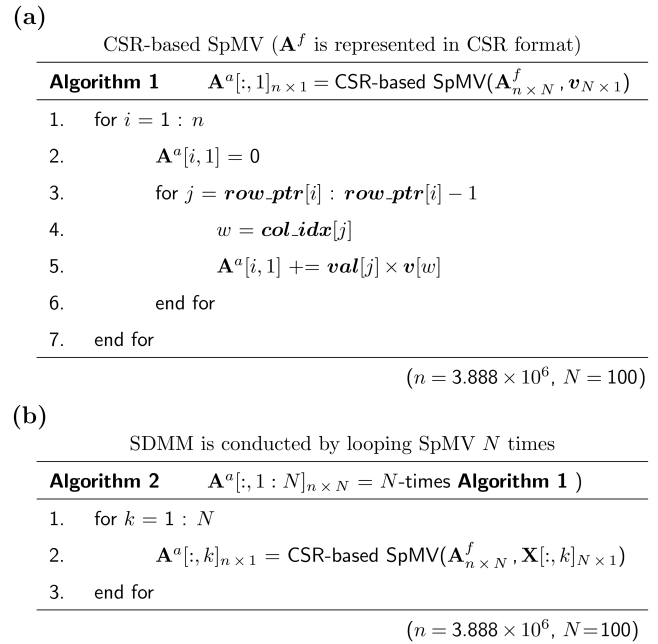 (a)
CSR-based SpMV (A^f is represented in CSR format)
Algorithm 1 A^a[:, 1]_{n × 1} = CSR-based SpMV(A^f_{n × N}, v_{N × 1})
1. for i = 1 : n
2. A^a[i, 1] = 0
3. for j = row_ptr[i] : row_ptr[i] − 1
4. w = col_idx[j]
5. A^a[i, 1] += val[j] × v[w]
6. end for
7. end for
(n = 3.888 × 10^6, N = 100)
(b)
SDMM is conducted by looping SpMV N times
Algorithm 2 A^a[:, 1 : N]_{n × N} = N-times Algorithm 1 )
1. for k = 1 : N
2. A^a[:, k]_{n × 1} = CSR-based SpMV(A^f_{n × N}, X[:, k]_{N × 1})
3. end for
(n = 3.888 × 10^6, N=100)